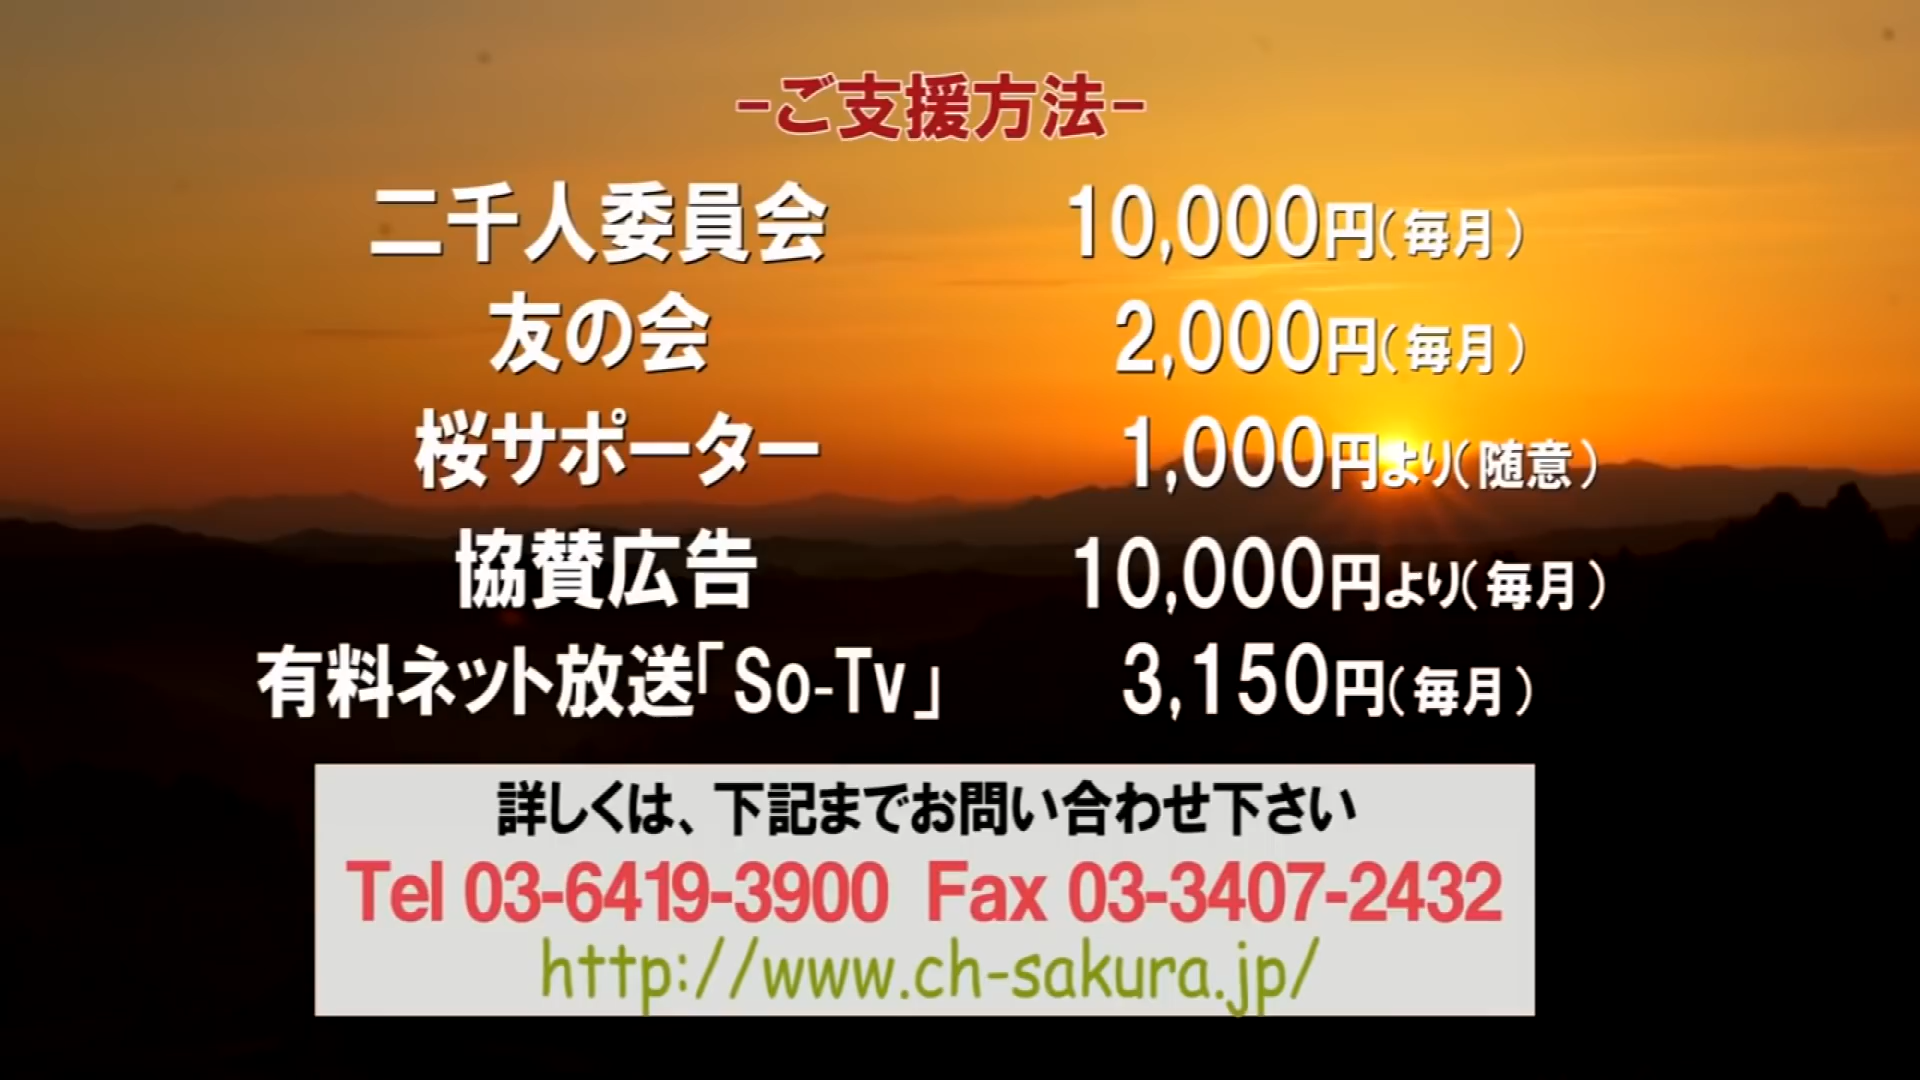 -ご支援方法-
二千人委員会 10,000円(毎月)
友の会 2,000円(毎月)
桜サポーター 1,000円より(随意)
協賛広告 10,000円より(毎月)
有料ネット放送「So-Tv」 3,150円(毎月)
詳しくは、下記までお問い合わせ下さい
Tel 03-6419-3900 Fax 03-3407-2432
http://www.ch-sakura.jp/